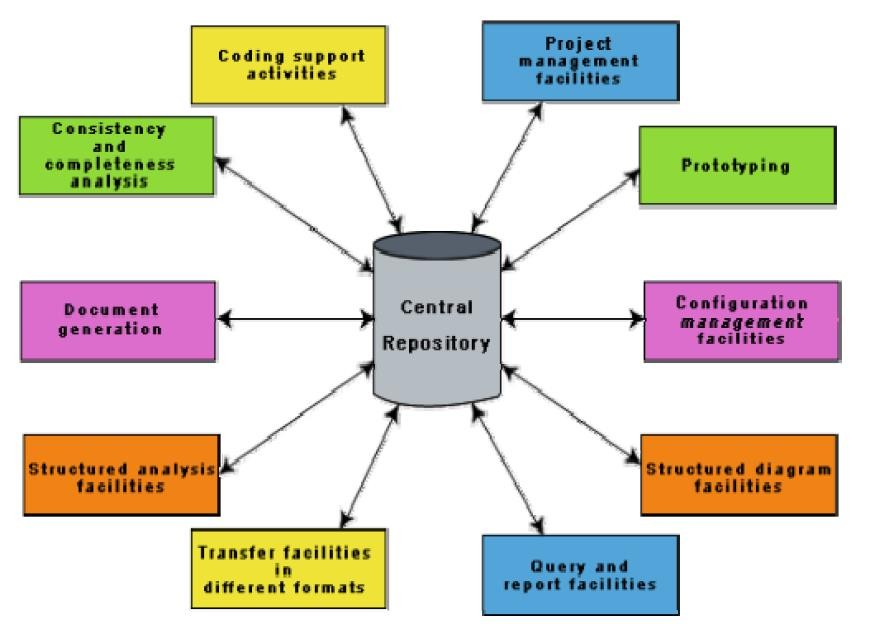 Coding support
activities
Project
management
facilities
Consistency
and
completeness
analysis
Prototyping
Central
Repository
Document
generation
Configuration
management
facilities
Structured analysis
facilities
Structured diagram
facilities
Transfer facilities
in
different formats
Query and
report facilities